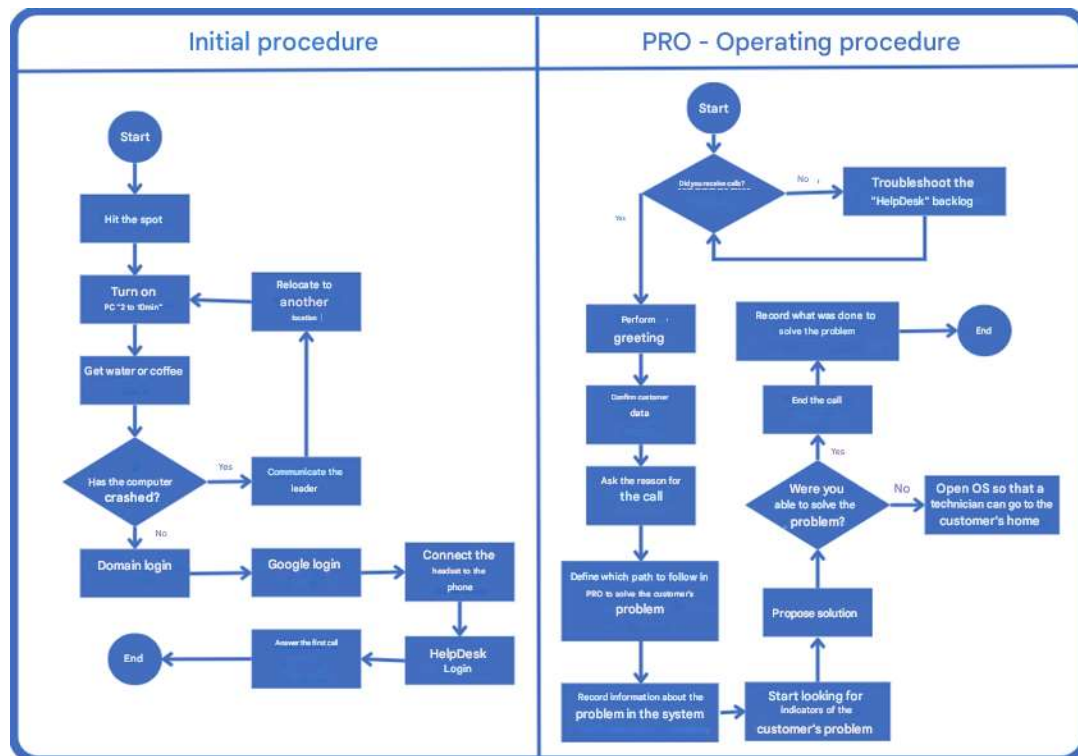 Initial procedure
Start
Hit the spot
Turn on
PC "2 to 10min"
Relocate to
another
location
Get water or coffee
Has the computer
crashed?
Yes
Communicate the
leader
No
Domain login
Google login
Connect the
headset to the
phone
HelpDesk
Login
Answer the first call
End
PRO - Operating procedure
Start
Did you receive calls?
No
Troubleshoot the
"HelpDesk" backlog
Yes
Perform
greeting
Confirm customer
data
Ask the reason for
the call
Define which path to follow in
PRO to solve the customer's
problem
Record information about the
problem in the system
Start looking for
indicators of the
customer's problem
Propose solution
Were you
able to solve the
problem?
No
Open OS so that a
technician can go to the
customer's home
Yes
End the call
Record what was done to
solve the problem
End